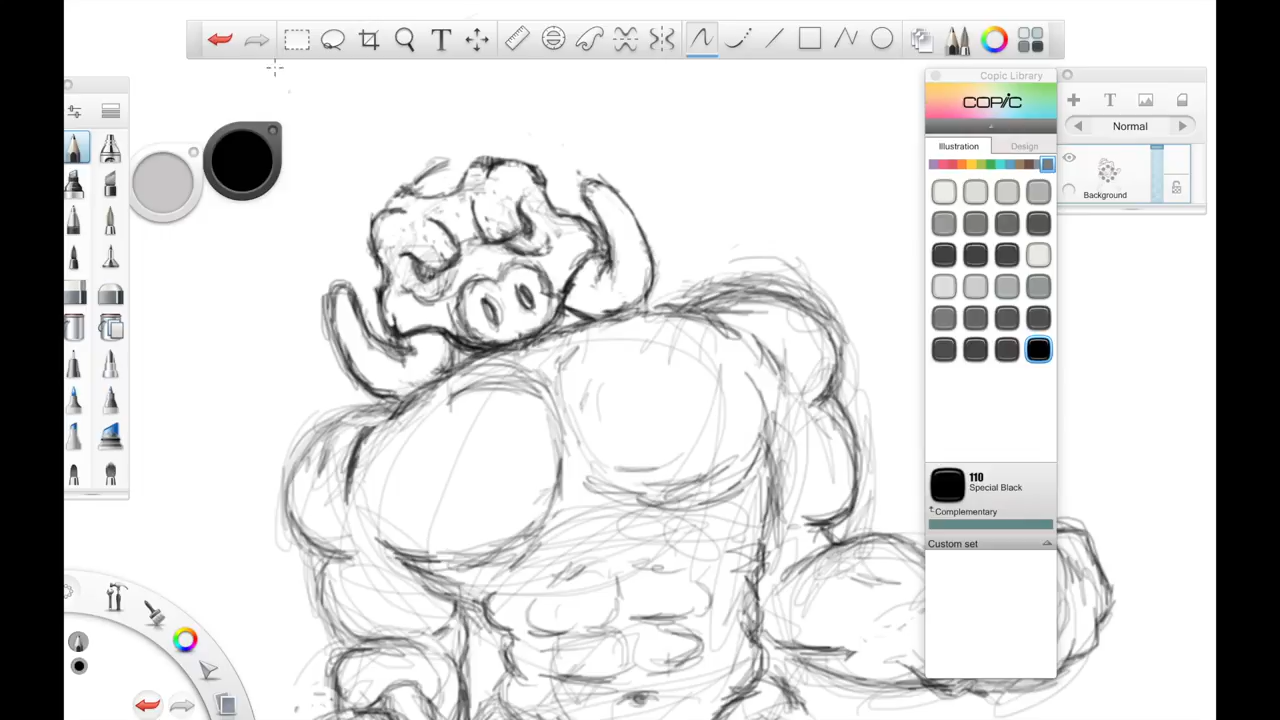 T
Copic Library
COPIC
T
Illustration
Design
Normal
Background
110
Special Black
Complementary
Custom set